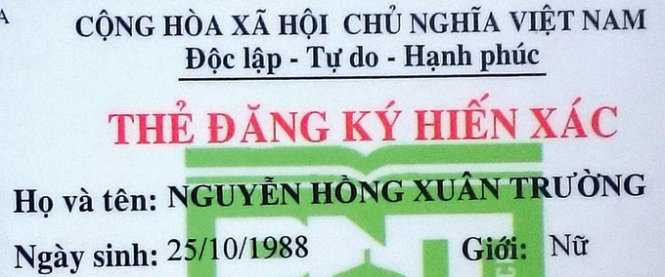 A
CỘNG HÒA XÃ HỘI CHỦ NGHĨA VIỆT NAM
Độc lập - Tự do - Hạnh phúc
THẺ ĐĂNG KÝ HIẾN XÁC
Họ và tên: NGUYỄN HỒNG XUÂN TRƯỜNG
Ngày sinh: 25/10/1988 Giới: Nữ